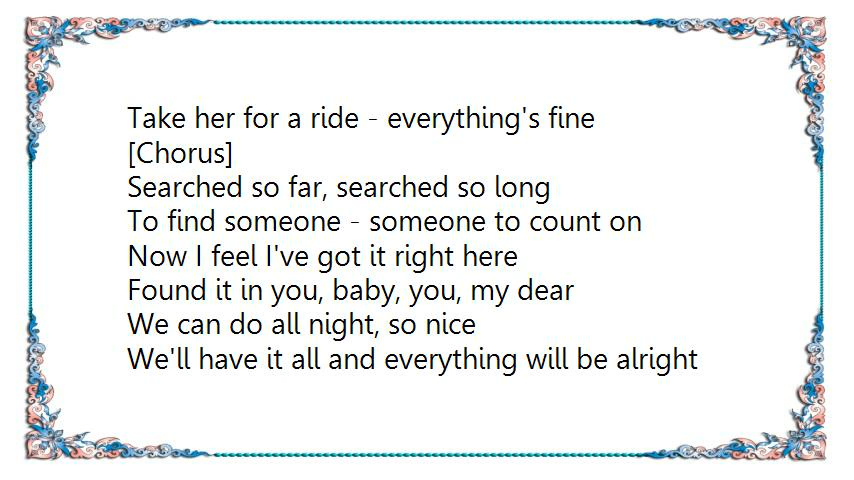 Take her for a ride - everything's fine
[Chorus]
Searched so far, searched so long
To find someone - someone to count on
Now I feel I've got it right here
Found it in you, baby, you, my dear
We can do all night, so nice
We'll have it all and everything will be alright